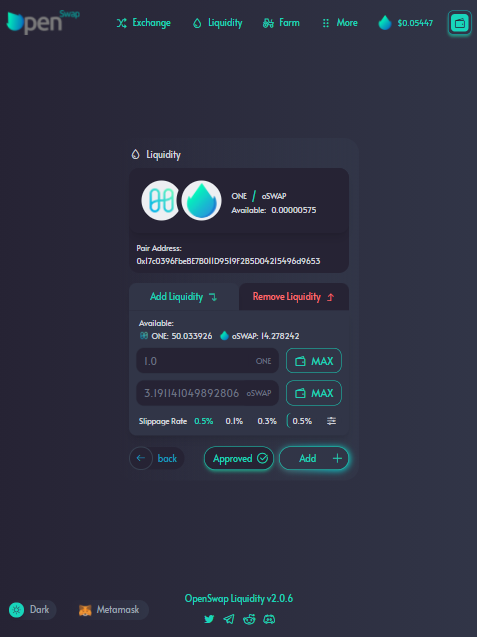 OpenSwap
Exchange
Liquidity
Farm
More
$0.05447
Liquidity
ONE / oSWAP
Available: 0.00000575
Pair Address:
0x17c0396fbe8E7B011D9519F2B5D04215496d9653
Add Liquidity
Remove Liquidity
Available:
ONE: 50.033926 oSWAP: 14.278242
1.0 ONE
MAX
3.191141049892806 oSWAP
MAX
Slippage Rate 0.5% 0.1% 0.3% 0.5%
back
Approved
Add
OpenSwap Liquidity v2.0.6
Dark
Metamask